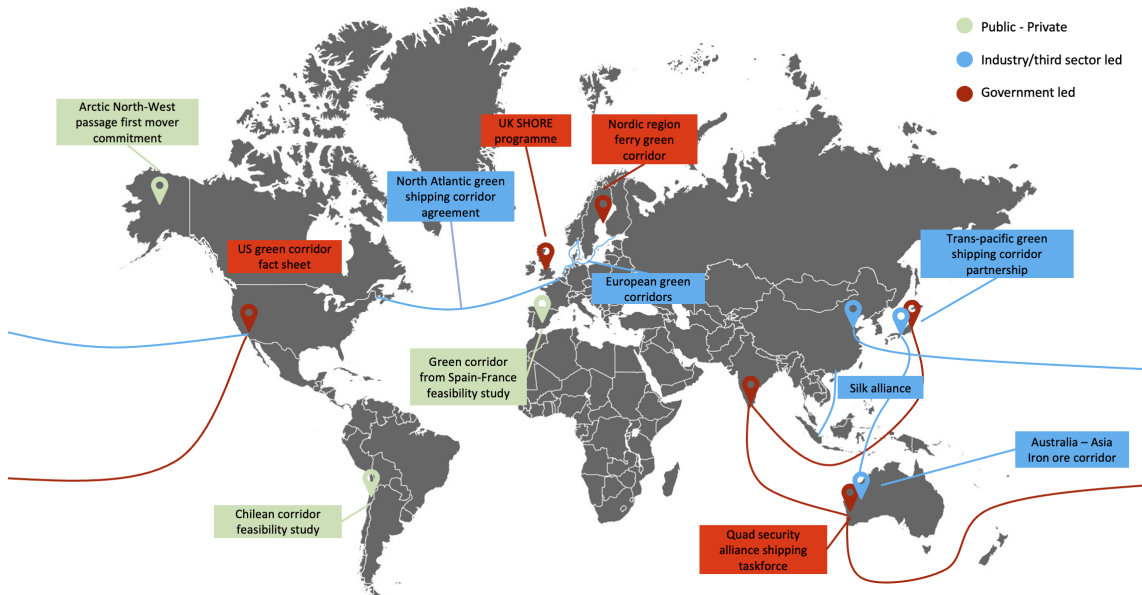 Public - Private
Industry/third sector led
Government led
Arctic North-West
passage first mover
commitment
UK SHORE
programme
Nordic region
ferry green
corridor
North Atlantic green
shipping corridor
agreement
US green corridor
fact sheet
Trans-pacific green
shipping corridor
partnership
European green
corridors
Green corridor
from Spain-France
feasibility study
Silk alliance
Australia – Asia
Iron ore corridor
Chilean corridor
feasibility study
Quad security
alliance shipping
taskforce